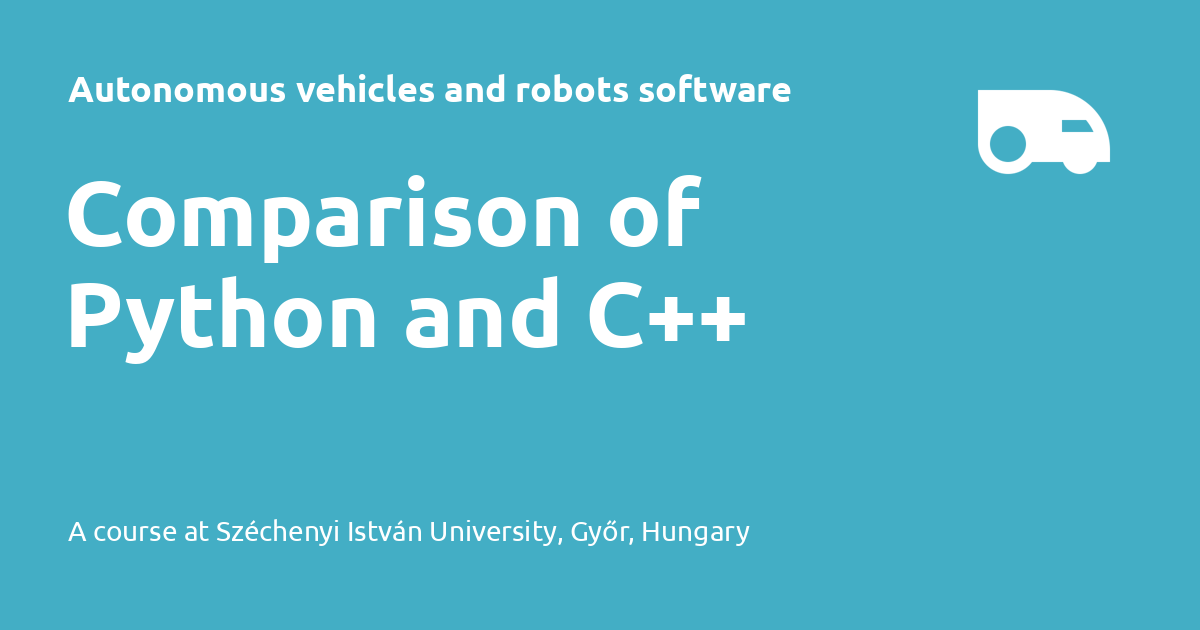 Autonomous vehicles and robots software
Comparison of
Python and C++
A course at Széchenyi István University, Győr, Hungary